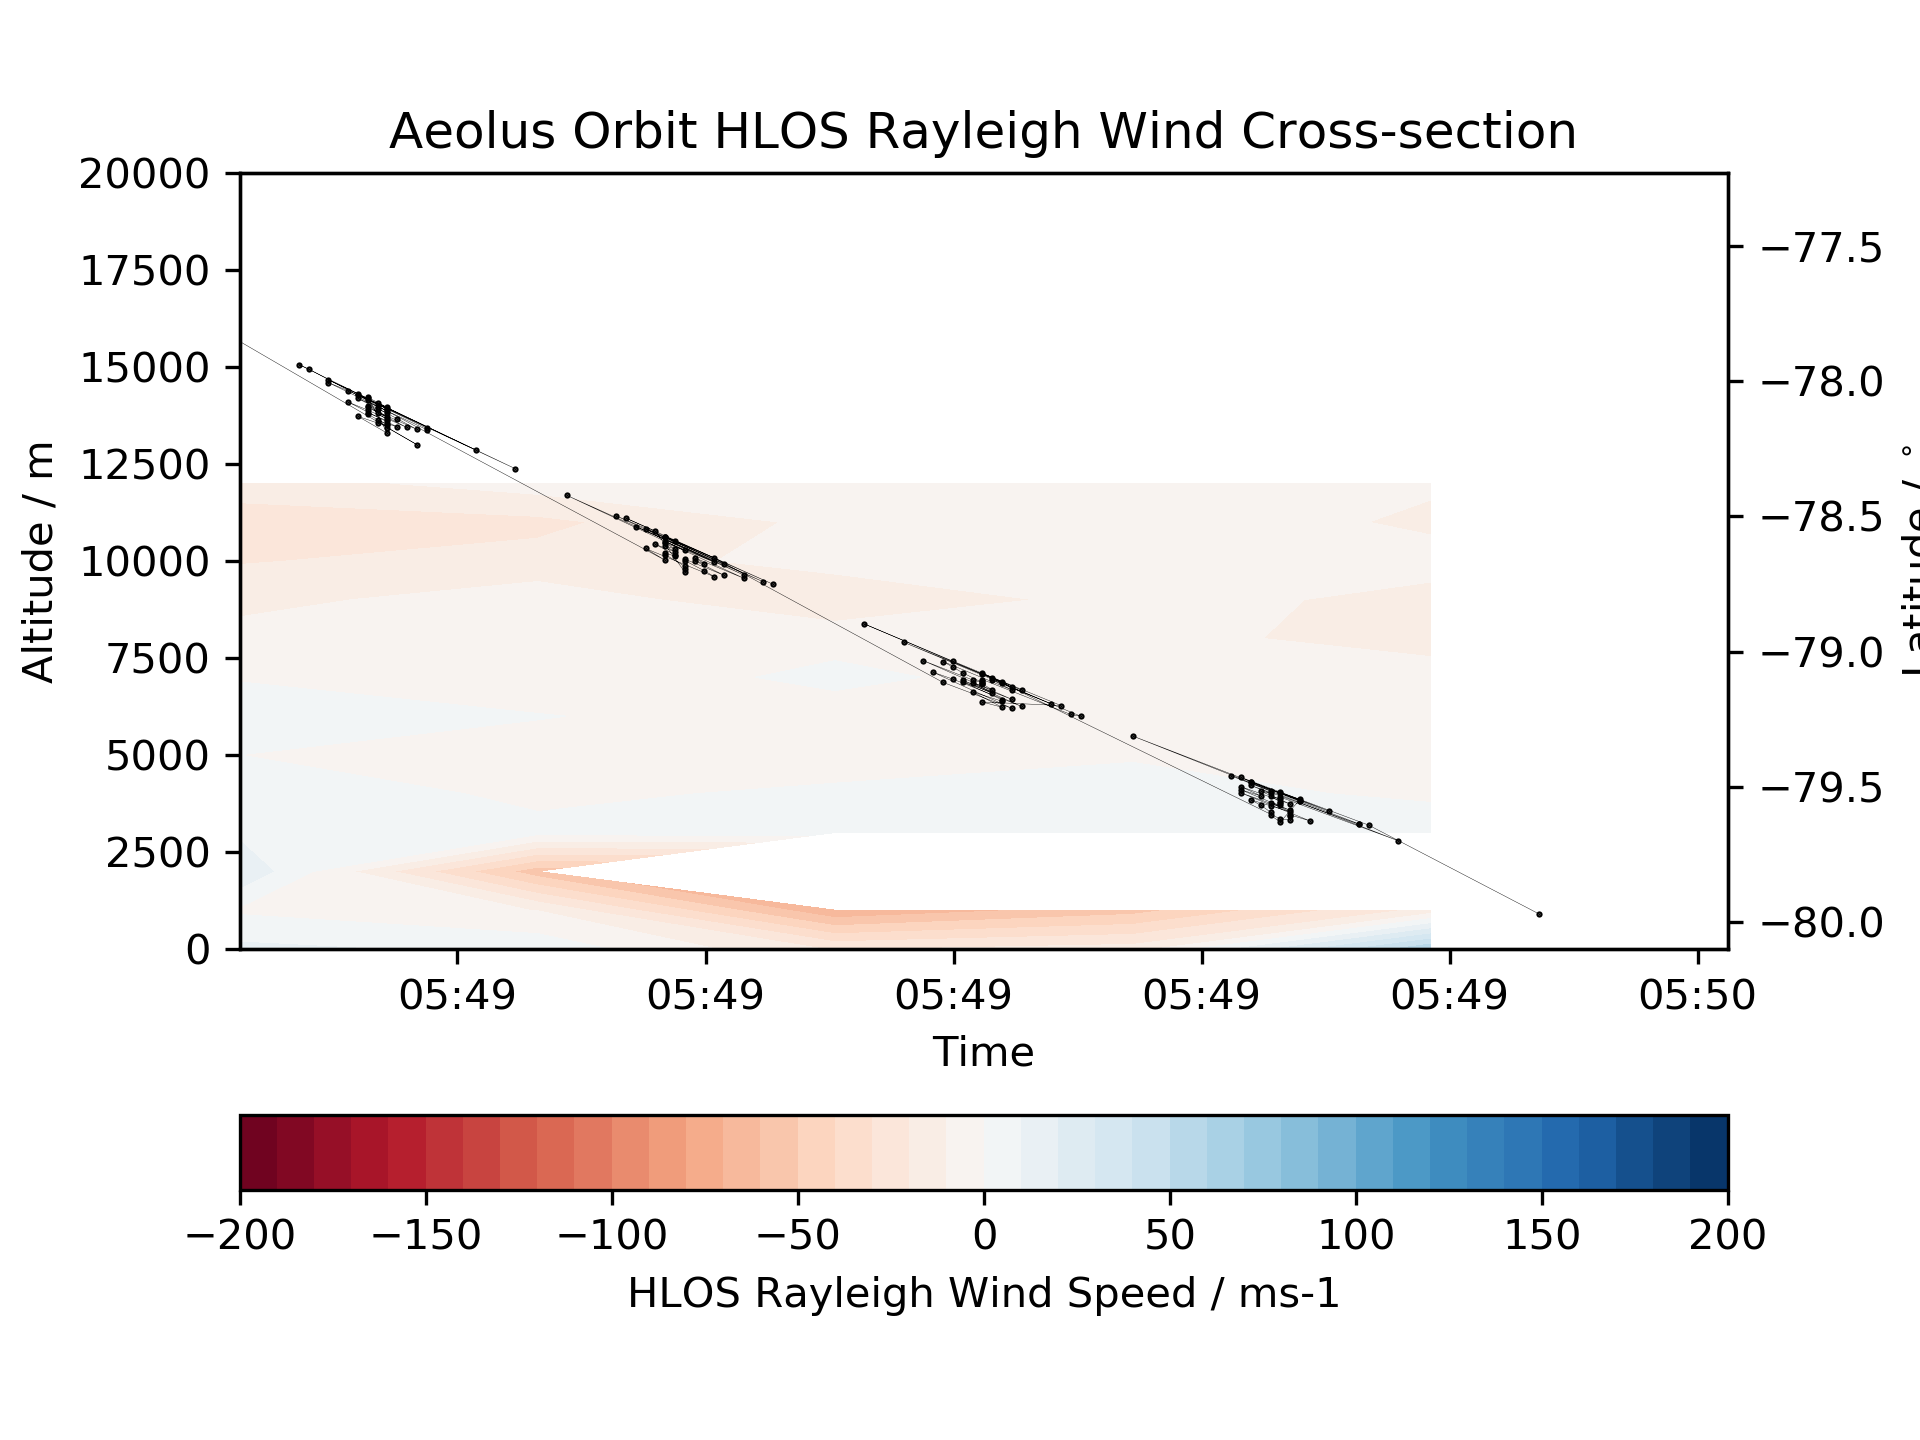 Aeolus Orbit HLOS Rayleigh Wind Cross-section
20000
17500
15000
12500
10000
7500
5000
2500
0
Altitude / m
−77.5
−78.0
−78.5
−79.0
−79.5
−80.0
Latitude / °
05:49 05:49 05:49 05:49 05:49 05:50
Time
−200 −150 −100 −50 0 50 100 150 200
HLOS Rayleigh Wind Speed / ms-1